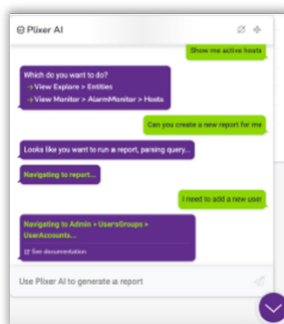 Plixer AI
Show me active hosts
Which do you want to do?
→View Explore > Entities
→View Monitor > AlarmMonitor > Hosts
Can you create a new report for me
Looks like you want to run a report, parsing query...
Navigating to report...
I need to add a new user
Navigating to Admin > UsersGroups >
UserAccounts...
See documentation
Use Plixer AI to generate a report